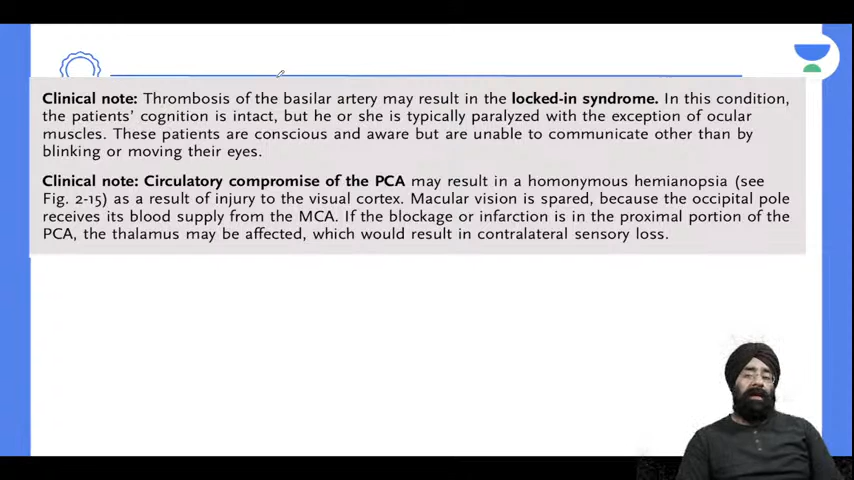 Clinical note: Thrombosis of the basilar artery may result in the locked-in syndrome. In this condition,
the patients' cognition is intact, but he or she is typically paralyzed with the exception of ocular
muscles. These patients are conscious and aware but are unable to communicate other than by
blinking or moving their eyes.
Clinical note: Circulatory compromise of the PCA may result in a homonymous hemianopsia (see
Fig. 2-15) as a result of injury to the visual cortex. Macular vision is spared, because the occipital pole
receives its blood supply from the MCA. If the blockage or infarction is in the proximal portion of the
PCA, the thalamus may be affected, which would result in contralateral sensory loss.